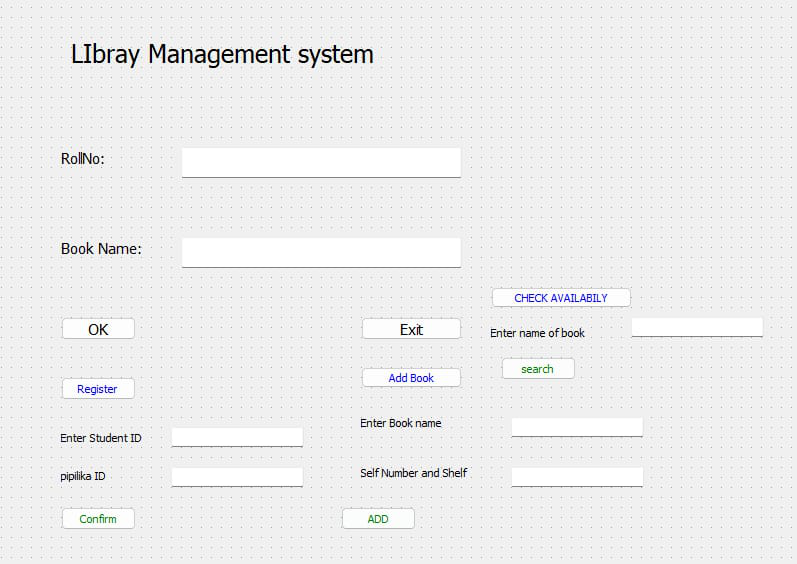 LIbray Management system
RollNo:
Book Name:
CHECK AVAILABILY
OK
Exit
Enter name of book
search
Add Book
Register
Enter Book name
Enter Student ID
Self Number and Shelf
pipilika ID
Confirm
ADD